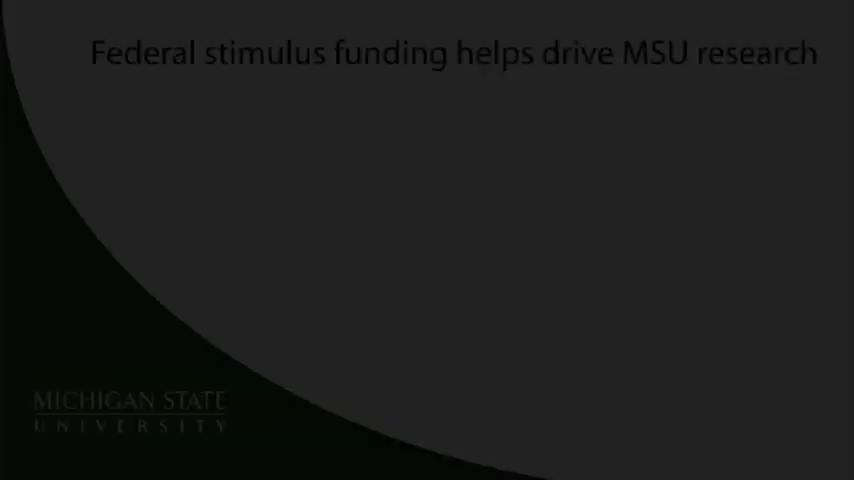 Federal stimulus funding helps drive MSU research
MICHIGAN STATE
UNIVERSITY